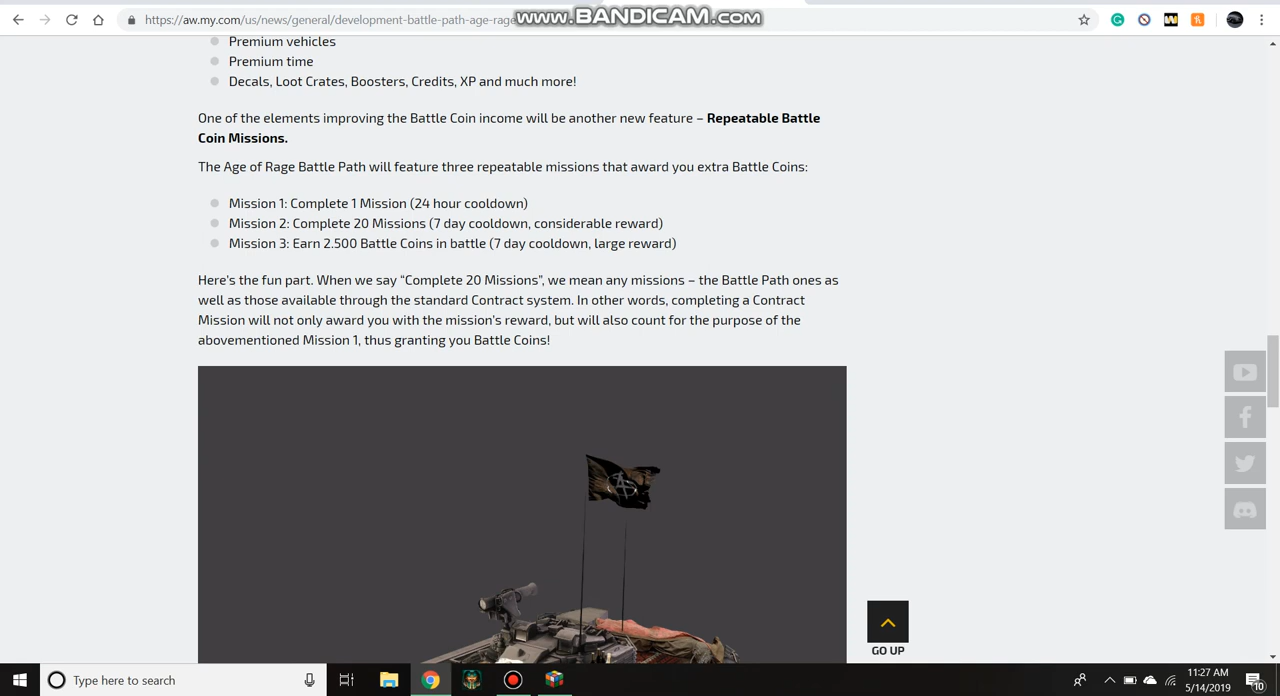 https://aw.my.com/us/news/general/development-battle-path-age-rage
www.BANDICAM.com
Premium vehicles
Premium time
Decals, Loot Crates, Boosters, Credits, XP and much more!
One of the elements improving the Battle Coin income will be another new feature – Repeatable Battle
Coin Missions.
The Age of Rage Battle Path will feature three repeatable missions that award you extra Battle Coins:
Mission 1: Complete 1 Mission (24 hour cooldown)
Mission 2: Complete 20 Missions (7 day cooldown, considerable reward)
Mission 3: Earn 2.500 Battle Coins in battle (7 day cooldown, large reward)
Here's the fun part. When we say “Complete 20 Missions”, we mean any missions – the Battle Path ones as
well as those available through the standard Contract system. In other words, completing a Contract
Mission will not only award you with the mission's reward, but will also count for the purpose of the
abovementioned Mission 1, thus granting you Battle Coins!
GO UP
Type here to search
11:27 AM
5/14/2019
10